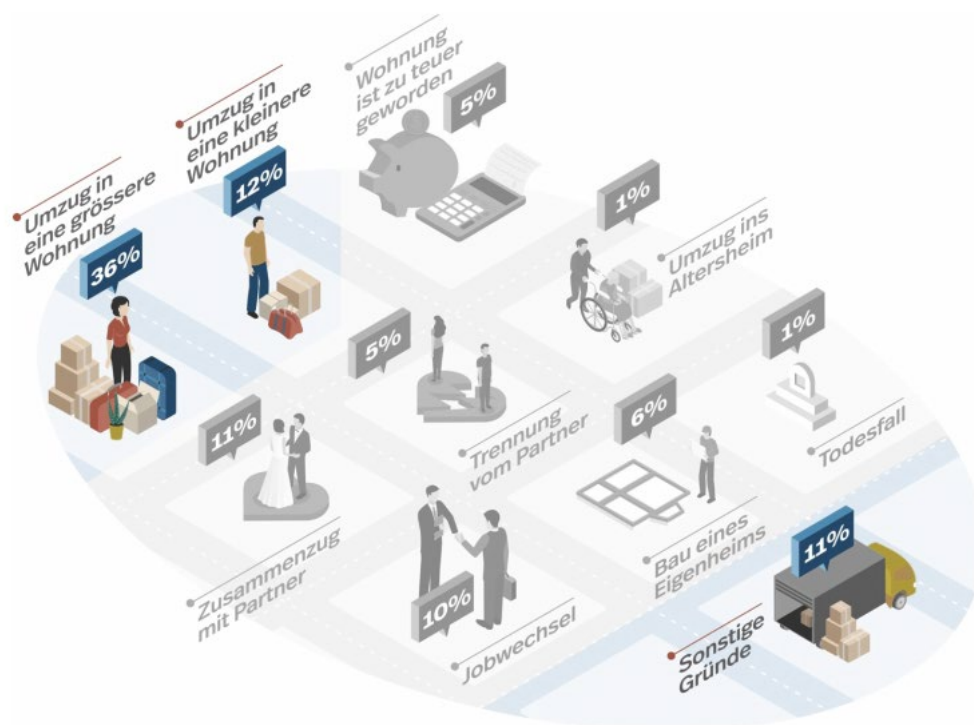 Wohnung
ist zu teuer
geworden
5%
Umzug in
eine kleinere
Wohnung
12%
Umzug in
eine grössere
Wohnung
36%
1%
Umzug ins
Altersheim
5%
Trennung
vom Partner
1%
Todesfall
11%
Zusammenzug
mit Partner
6%
Bau eines
Eigenheims
10%
Jobwechsel
11%
Sonstige
Gründe